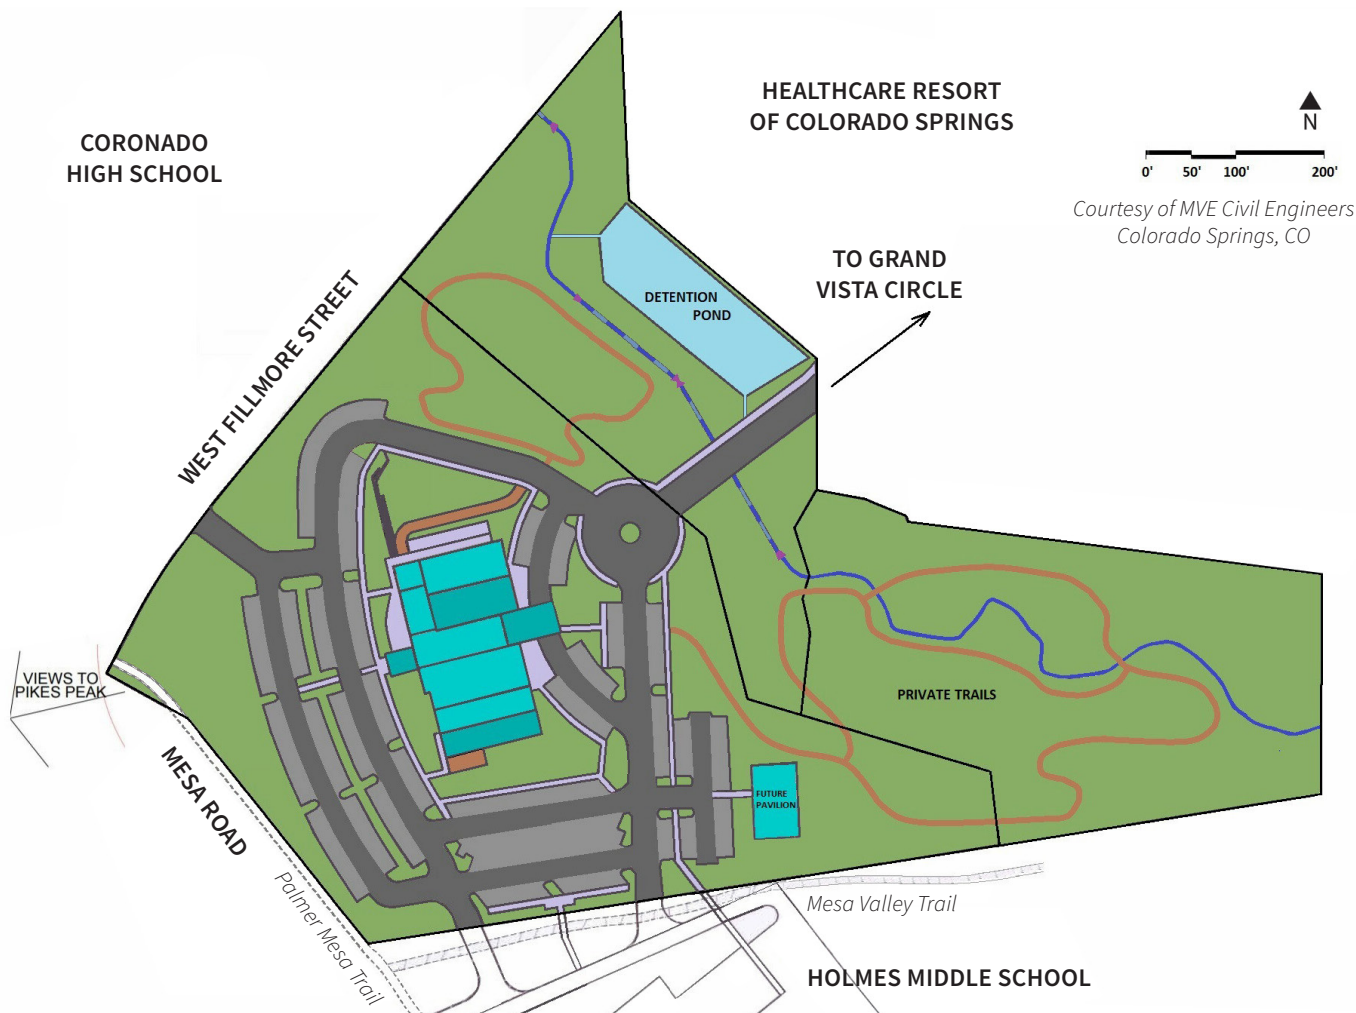 HEALTHCARE RESORT
OF COLORADO SPRINGS
CORONADO
HIGH SCHOOL
N
0' 50' 100' 200'
Courtesy of MVE Civil Engineers
Colorado Springs, CO
TO GRAND
VISTA CIRCLE
DETENTION
POND
WEST FILLMORE STREET
VIEWS TO
PIKES PEAK
PRIVATE TRAILS
MESA ROAD
FUTURE
PAVILION
Palmer Mesa Trail
Mesa Valley Trail
HOLMES MIDDLE SCHOOL